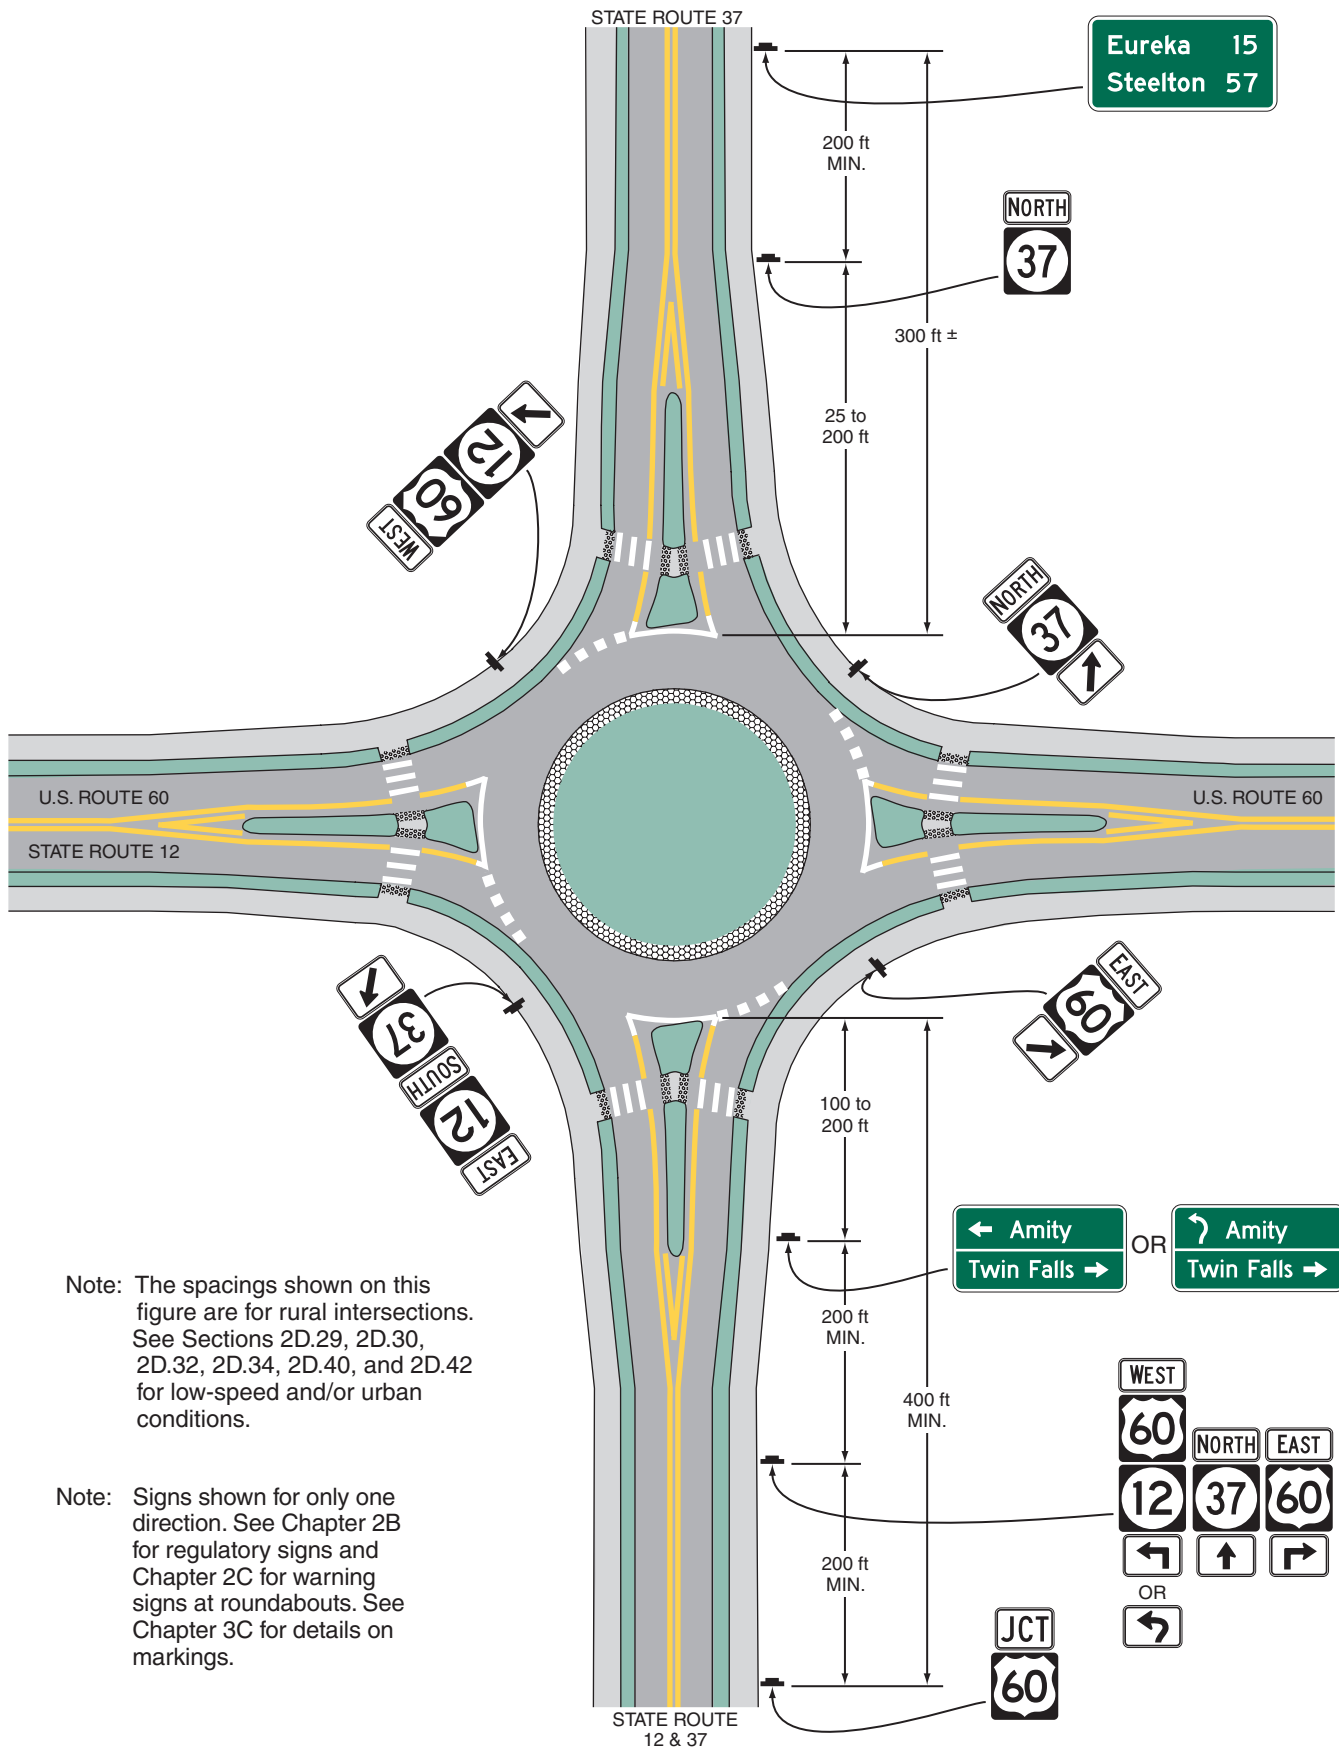 STATE ROUTE 37
Eureka 15
Steelton 57
200 ft
MIN.
NORTH
37
300 ft ±
25 to
200 ft
12
60
WEST
NORTH
37
U.S. ROUTE 60
STATE ROUTE 12
U.S. ROUTE 60
EAST
60
37
SOUTH
12
EAST
100 to
200 ft
← Amity
Twin Falls →
OR
Amity
Twin Falls →
200 ft
MIN.
400 ft
MIN.
Note: The spacings shown on this
figure are for rural intersections.
See Sections 2D.29, 2D.30,
2D.32, 2D.34, 2D.40, and 2D.42
for low-speed and/or urban
conditions.
WEST
60
NORTH EAST
12 37 60
OR
Note: Signs shown for only one
direction. See Chapter 2B
for regulatory signs and
Chapter 2C for warning
signs at roundabouts. See
Chapter 3C for details on
markings.
200 ft
MIN.
JCT
60
STATE ROUTE
12 & 37